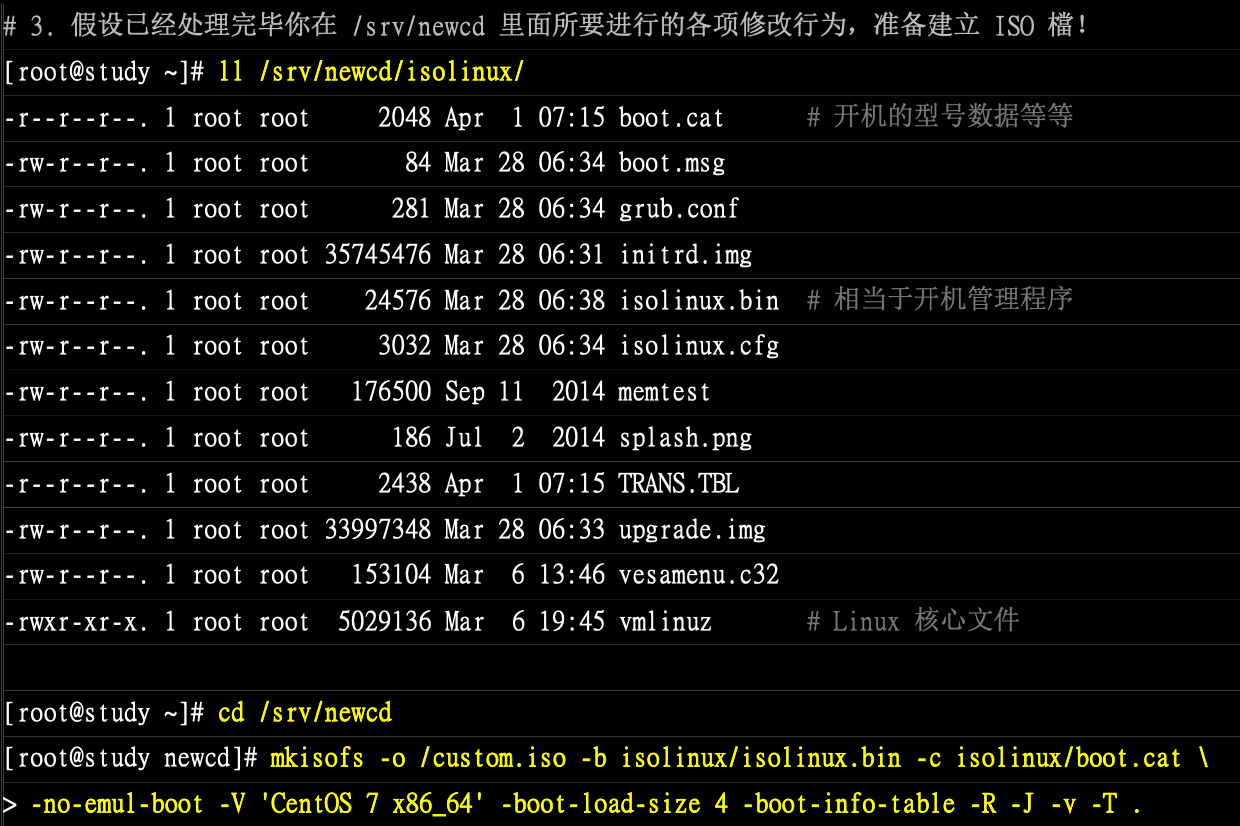 # 3. 假设已经处理完毕你在 /srv/newcd 里面所要进行的各项修改行为，准备建立 ISO 檔！
[root@study ~]# ll /srv/newcd/isolinux/
-r--r--r--. 1 root root     2048 Apr  1 07:15 boot.cat      # 开机的型号数据等等
-rw-r--r--. 1 root root       84 Mar 28 06:34 boot.msg
-rw-r--r--. 1 root root      281 Mar 28 06:34 grub.conf
-rw-r--r--. 1 root root 35745476 Mar 28 06:31 initrd.img
-rw-r--r--. 1 root root    24576 Mar 28 06:38 isolinux.bin  # 相当于开机管理程序
-rw-r--r--. 1 root root     3032 Mar 28 06:34 isolinux.cfg
-rw-r--r--. 1 root root   176500 Sep 11  2014 memtest
-rw-r--r--. 1 root root      186 Jul  2  2014 splash.png
-r--r--r--. 1 root root     2438 Apr  1 07:15 TRANS.TBL
-rw-r--r--. 1 root root 33997348 Mar 28 06:33 upgrade.img
-rw-r--r--. 1 root root   153104 Mar  6 13:46 vesamenu.c32
-rwxr-xr-x. 1 root root  5029136 Mar  6 19:45 vmlinuz       # Linux 核心文件
[root@study ~]# cd /srv/newcd
[root@study newcd]# mkisofs -o /custom.iso -b isolinux/isolinux.bin -c isolinux/boot.cat \
> -no-emul-boot -V 'CentOS 7 x86_64' -boot-load-size 4 -boot-info-table -R -J -v -T .